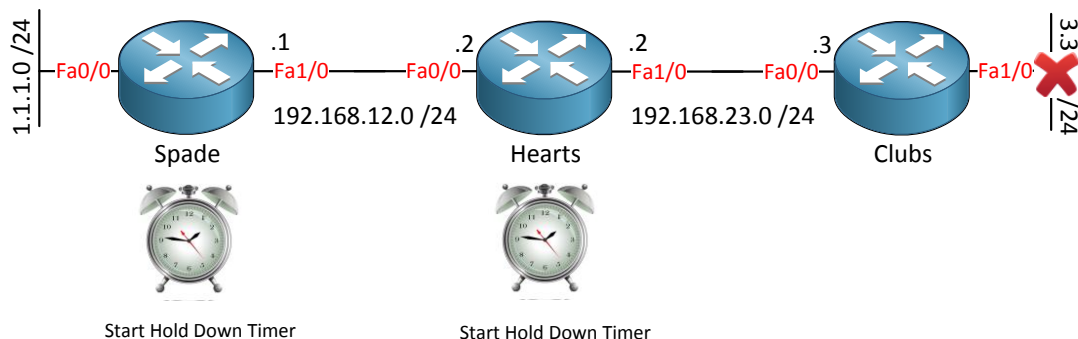 1.1.1.0 /24
Fa0/0
.1
Fa1/0
192.168.12.0 /24
.2
Fa0/0
.2
Fa1/0
192.168.23.0 /24
.3
Fa0/0
Fa1/0
3.3
/24
Spade
Hearts
Clubs
Start Hold Down Timer
Start Hold Down Timer